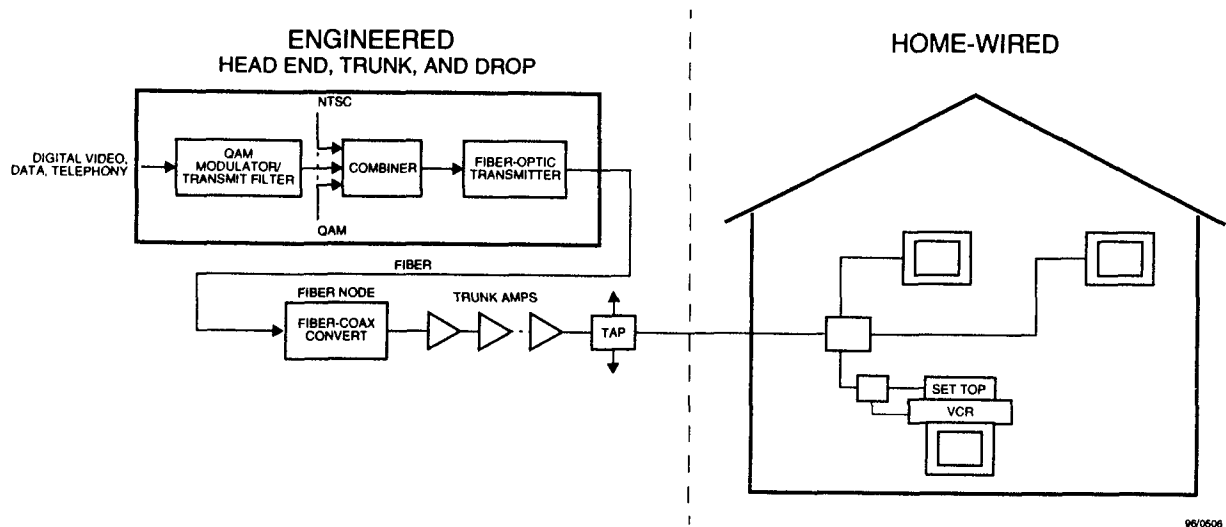 ENGINEERED
HEAD END, TRUNK, AND DROP
HOME-WIRED
NTSC
DIGITAL VIDEO,
DATA, TELEPHONY
QAM
MODULATOR/
TRANSMIT FILTER
COMBINER
FIBER-OPTIC
TRANSMITTER
QAM
FIBER
FIBER NODE
FIBER-COAX
CONVERT
TRUNK AMPS
TAP
SET TOP
VCR
96/0506